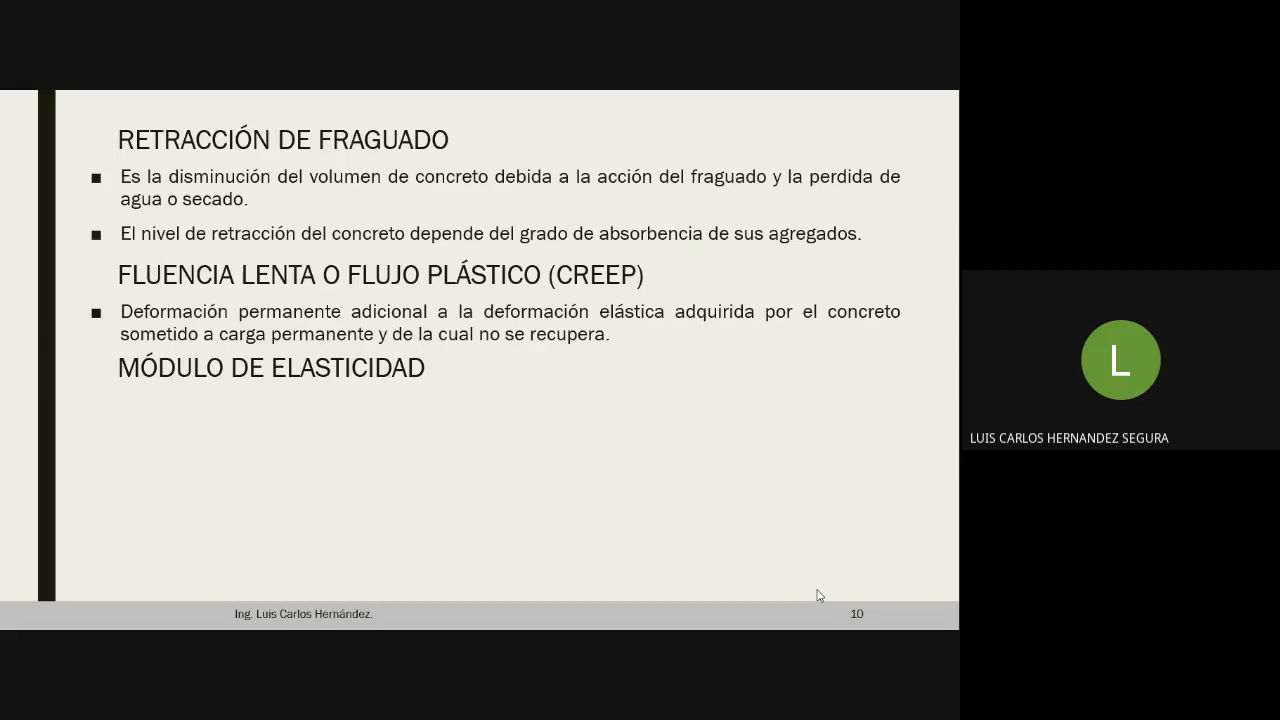 RETRACCIÓN DE FRAGUADO
■ Es la disminución del volumen de concreto debida a la acción del fraguado y la perdida de
agua o secado.
■ El nivel de retracción del concreto depende del grado de absorbencia de sus agregados.
FLUENCIA LENTA O FLUJO PLÁSTICO (CREEP)
■ Deformación permanente adicional a la deformación elástica adquirida por el concreto
sometido a carga permanente y de la cual no se recupera.
MÓDULO DE ELASTICIDAD
Ing. Luis Carlos Hernández.
10
L
LUIS CARLOS HERNANDEZ SEGURA